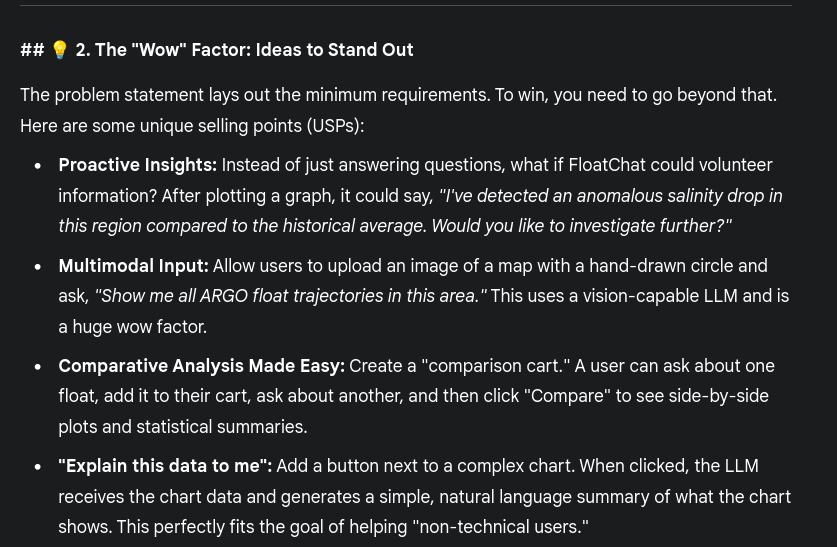 ## 💡 2. The "Wow" Factor: Ideas to Stand Out
The problem statement lays out the minimum requirements. To win, you need to go beyond that.
Here are some unique selling points (USPs):
• Proactive Insights: Instead of just answering questions, what if FloatChat could volunteer
information? After plotting a graph, it could say, "I've detected an anomalous salinity drop in
this region compared to the historical average. Would you like to investigate further?"
• Multimodal Input: Allow users to upload an image of a map with a hand-drawn circle and
ask, "Show me all ARGO float trajectories in this area." This uses a vision-capable LLM and is
a huge wow factor.
• Comparative Analysis Made Easy: Create a "comparison cart." A user can ask about one
float, add it to their cart, ask about another, and then click "Compare" to see side-by-side
plots and statistical summaries.
• "Explain this data to me": Add a button next to a complex chart. When clicked, the LLM
receives the chart data and generates a simple, natural language summary of what the chart
shows. This perfectly fits the goal of helping "non-technical users."